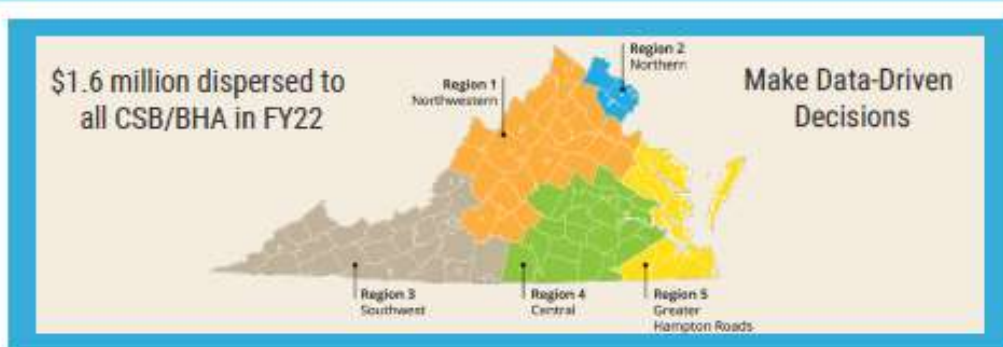 $1.6 million dispersed to
all CSB/BHA in FY22
Region 1
Northwestern
Region 2
Northern
Make Data-Driven
Decisions
Region 3
Southwest
Region 4
Central
Region 5
Greater
Hampton Roads